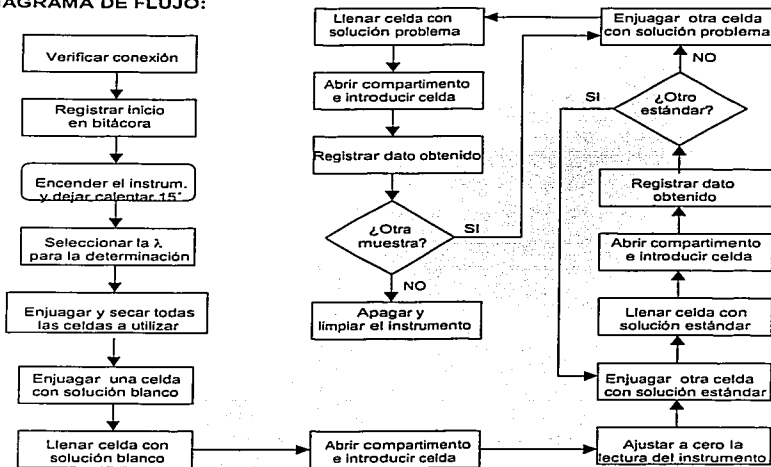 DIAGRAMA DE FLUJO:
Verificar conexión
Registrar inicio
en bitácora
Encender el instrum.
y dejar calentar 15'
Seleccionar la λ
para la determinación
Enjuagar y secar todas
las celdas a utilizar
Enjuagar una celda
con solución blanco
Llenar celda con
solución blanco
Abrir compartimento
e introducir celda
Ajustar a cero la
lectura del instrumento
Enjuagar otra celda
con solución estándar
Llenar celda con
solución estándar
Abrir compartimento
e introducir celda
Registrar dato
obtenido
¿Otro
estándar?
SI
NO
Enjuagar otra celda
con solución problema
Llenar celda con
solución problema
Abrir compartimento
e introducir celda
Registrar dato obtenido
¿Otra
muestra?
SI
NO
Apagar y
limpiar el instrumento